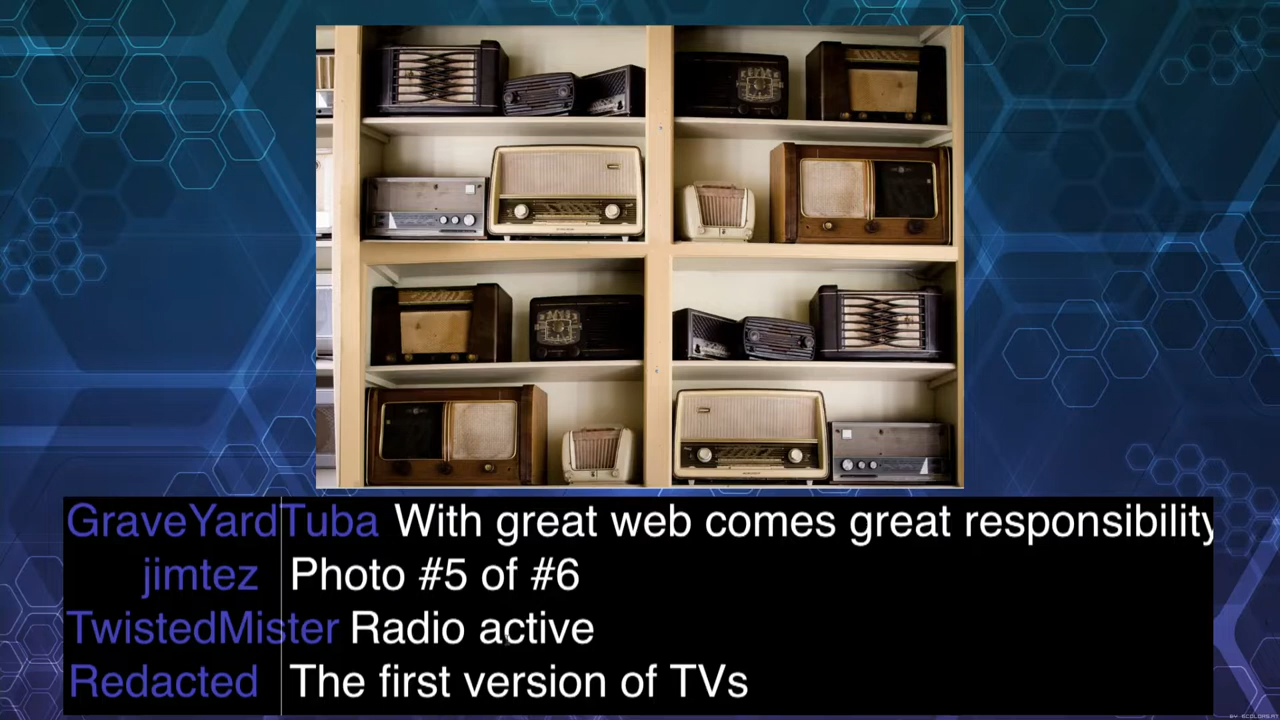 GraveYardTuba With great web comes great responsibility
jimtez Photo #5 of #6
TwistedMister Radio active
Redacted The first version of TVs